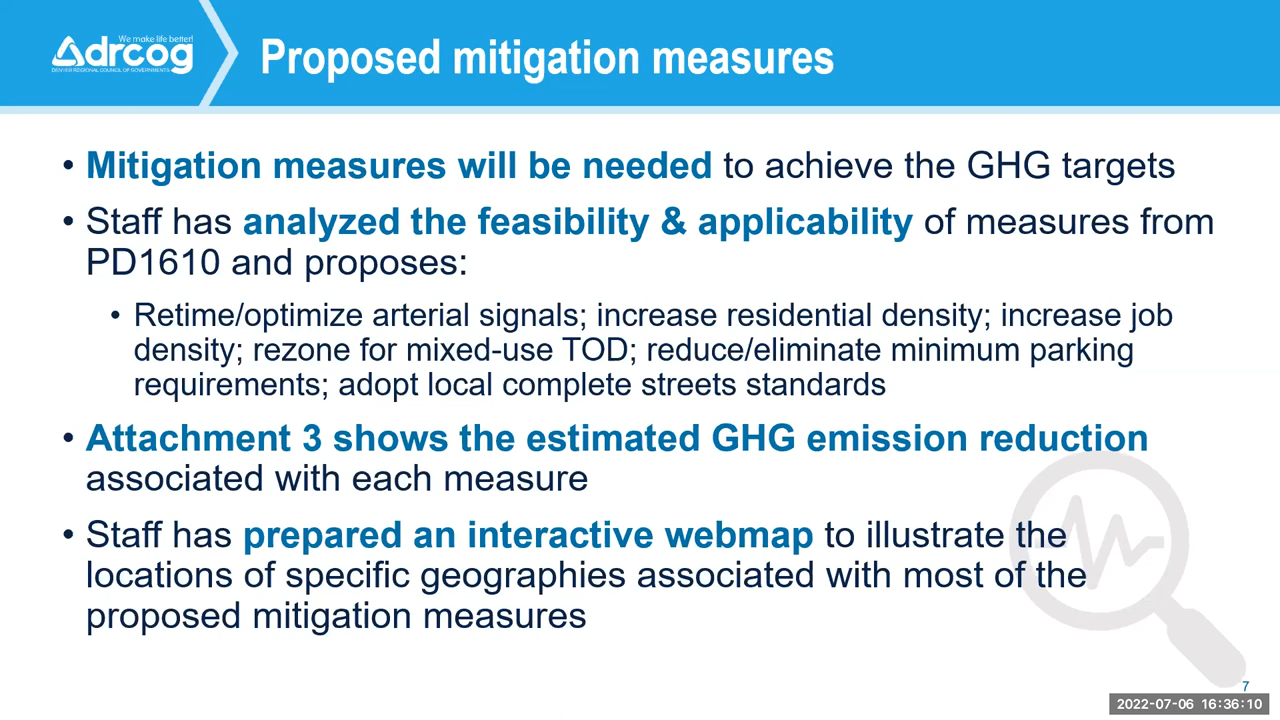 We make life better!
drcog
DENVER REGIONAL COUNCIL OF GOVERNMENTS
Proposed mitigation measures
• Mitigation measures will be needed to achieve the GHG targets
• Staff has analyzed the feasibility & applicability of measures from
PD1610 and proposes:
• Retime/optimize arterial signals; increase residential density; increase job
density; rezone for mixed-use TOD; reduce/eliminate minimum parking
requirements; adopt local complete streets standards
• Attachment 3 shows the estimated GHG emission reduction
associated with each measure
• Staff has prepared an interactive webmap to illustrate the
locations of specific geographies associated with most of the
proposed mitigation measures
7
2022-07-06 16:36:10